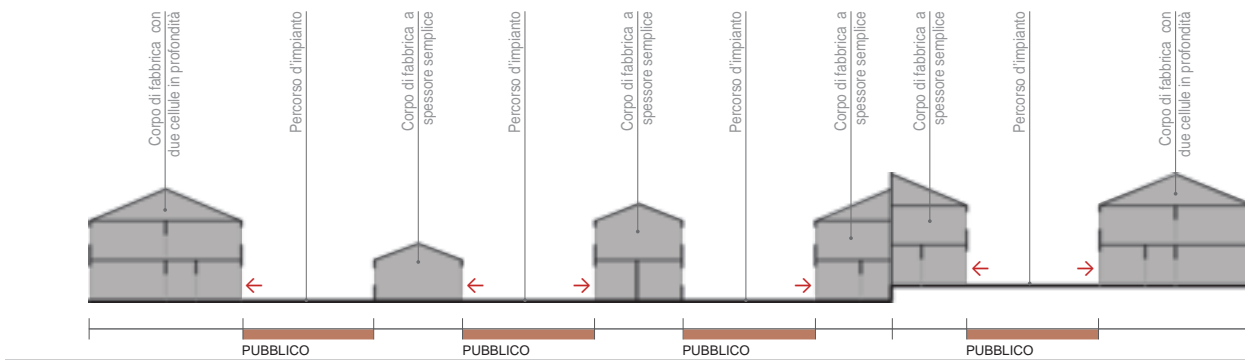 Corpo di fabbrica con
due cellule in profondità
Percorso d'impianto
Corpo di fabbrica a
spessore semplice
Percorso d'impianto
Corpo di fabbrica a
spessore semplice
Percorso d'impianto
Corpo di fabbrica a
spessore semplice
Corpo di fabbrica a
spessore semplice
Percorso d'impianto
Corpo di fabbrica con
due cellule in profondità
PUBBLICO
PUBBLICO
PUBBLICO
PUBBLICO